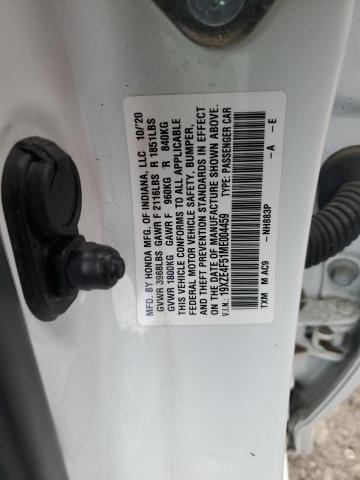 MFD. BY HONDA MFG. OF INDIANA, LLC 10/'20
GVWR 3968LBS GAWR F 2116LBS R 1851LBS
GVWR 1800KG GAWR F 960KG R 840KG
THIS VEHICLE CONFORMS TO ALL APPLICABLE
FEDERAL MOTOR VEHICLE SAFETY, BUMPER,
AND THEFT PREVENTION STANDARDS IN EFFECT
ON THE DATE OF MANUFACTURE SHOWN ABOVE.
V.I.N.: 19XZE4F51ME004459 TYPE: PASSENGER CAR
NH883P -A -E
TXM M AC9